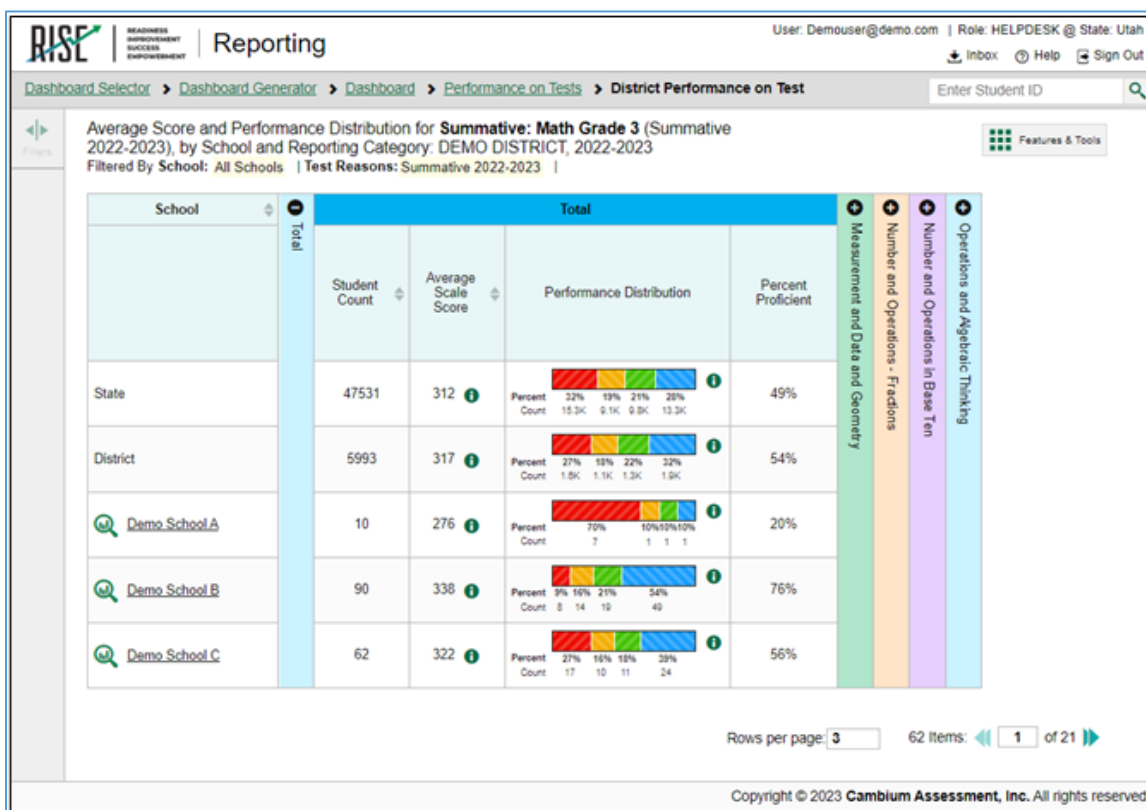 User: Demouser@demo.com | Role: HELPDESK @ State: Utah
RISE
READINESS
IMPROVEMENT
SUCCESS
EMPOWERMENT
Reporting
Inbox Help Sign Out
Dashboard Selector > Dashboard Generator > Dashboard > Performance on Tests > District Performance on Test
Enter Student ID
Filters
Average Score and Performance Distribution for Summative: Math Grade 3 (Summative
2022-2023), by School and Reporting Category: DEMO DISTRICT, 2022-2023
Filtered By School: All Schools | Test Reasons: Summative 2022-2023 |
Features & Tools
School
Total
Total
Student
Count
Average
Scale
Score
Performance Distribution
Percent
Proficient
Measurement and Data and Geometry
Number and Operations - Fractions
Number and Operations in Base Ten
Operations and Algebraic Thinking
State 47531 312 49%
Percent 32% 19% 21% 28%
Count 15.3K 9.1K 9.8K 13.3K
District 5993 317 54%
Percent 27% 18% 22% 32%
Count 1.6K 1.1K 1.3K 1.9K
Demo School A 10 276 20%
Percent 70% 10% 10% 10%
Count 7 1 1 1
Demo School B 90 338 76%
Percent 9% 16% 21% 54%
Count 8 14 19 49
Demo School C 62 322 56%
Percent 27% 16% 18% 39%
Count 17 10 11 24
Rows per page: 3 62 Items: 1 of 21
Copyright © 2023 Cambium Assessment, Inc. All rights reserved